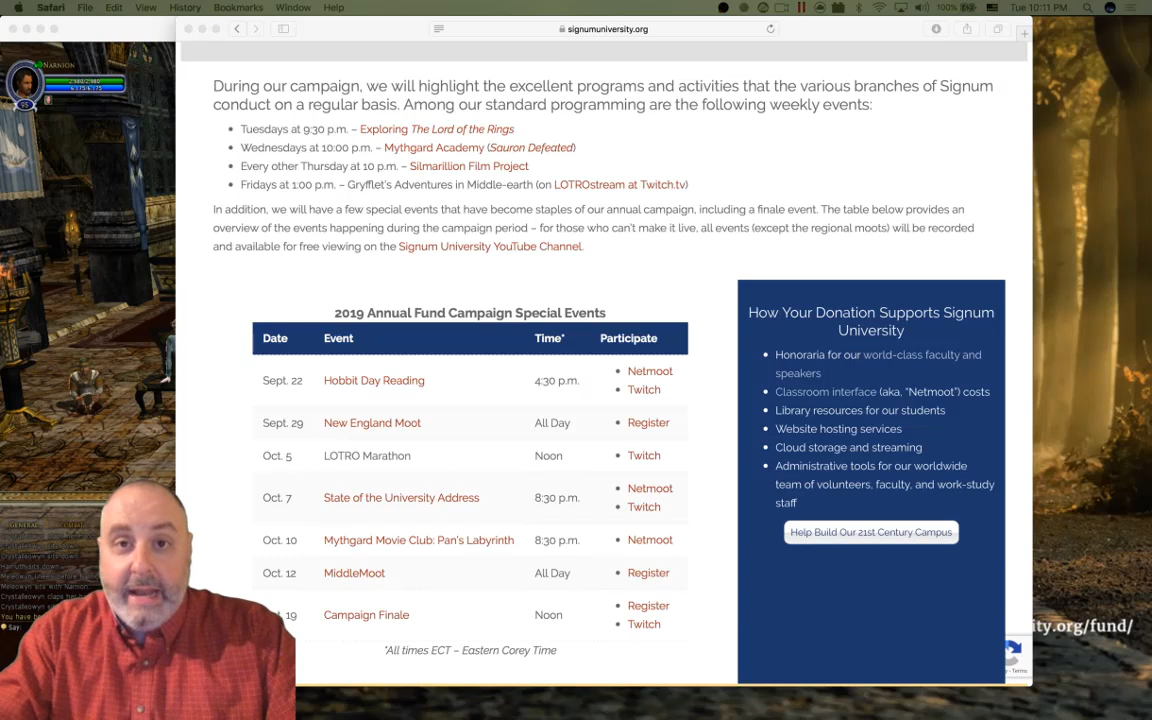 Safari File Edit View History Bookmarks Window Help 100% Tue 10:11 PM
signumuniversity.org
NARNION
95
During our campaign, we will highlight the excellent programs and activities that the various branches of Signum
conduct on a regular basis. Among our standard programming are the following weekly events:
• Tuesdays at 9:30 p.m. – Exploring The Lord of the Rings
• Wednesdays at 10:00 p.m. – Mythgard Academy (Sauron Defeated)
• Every other Thursday at 10 p.m. – Silmarillion Film Project
• Fridays at 1:00 p.m. – Grytflet's Adventures in Middle-earth (on LOTROstream at Twitch.tv)
In addition, we will have a few special events that have become staples of our annual campaign, including a finale event. The table below provides an
overview of the events happening during the campaign period – for those who can't make it live, all events (except the regional moots) will be recorded
and available for free viewing on the Signum University YouTube Channel.
2019 Annual Fund Campaign Special Events
Date Event Time* Participate
Sept. 22 Hobbit Day Reading 4:30 p.m. • Netmoot
• Twitch
Sept. 29 New England Moot All Day • Register
Oct. 5 LOTRO Marathon Noon • Twitch
Oct. 7 State of the University Address 8:30 p.m. • Netmoot
• Twitch
Oct. 10 Mythgard Movie Club: Pan's Labyrinth 8:30 p.m. • Netmoot
Oct. 12 MiddleMoot All Day • Register
19 Campaign Finale Noon • Register
• Twitch
*All times ECT – Eastern Corey Time
How Your Donation Supports Signum
University
• Honoraria for our world-class faculty and
speakers
• Classroom interface (aka, "Netmoot") costs
• Library resources for our students
• Website hosting services
• Cloud storage and streaming
• Administrative tools for our worldwide
team of volunteers, faculty, and work-study
staff
Help Build Our 21st Century Campus
ity.org/fund/
- Terms
GENERAL COMBAT
Say: